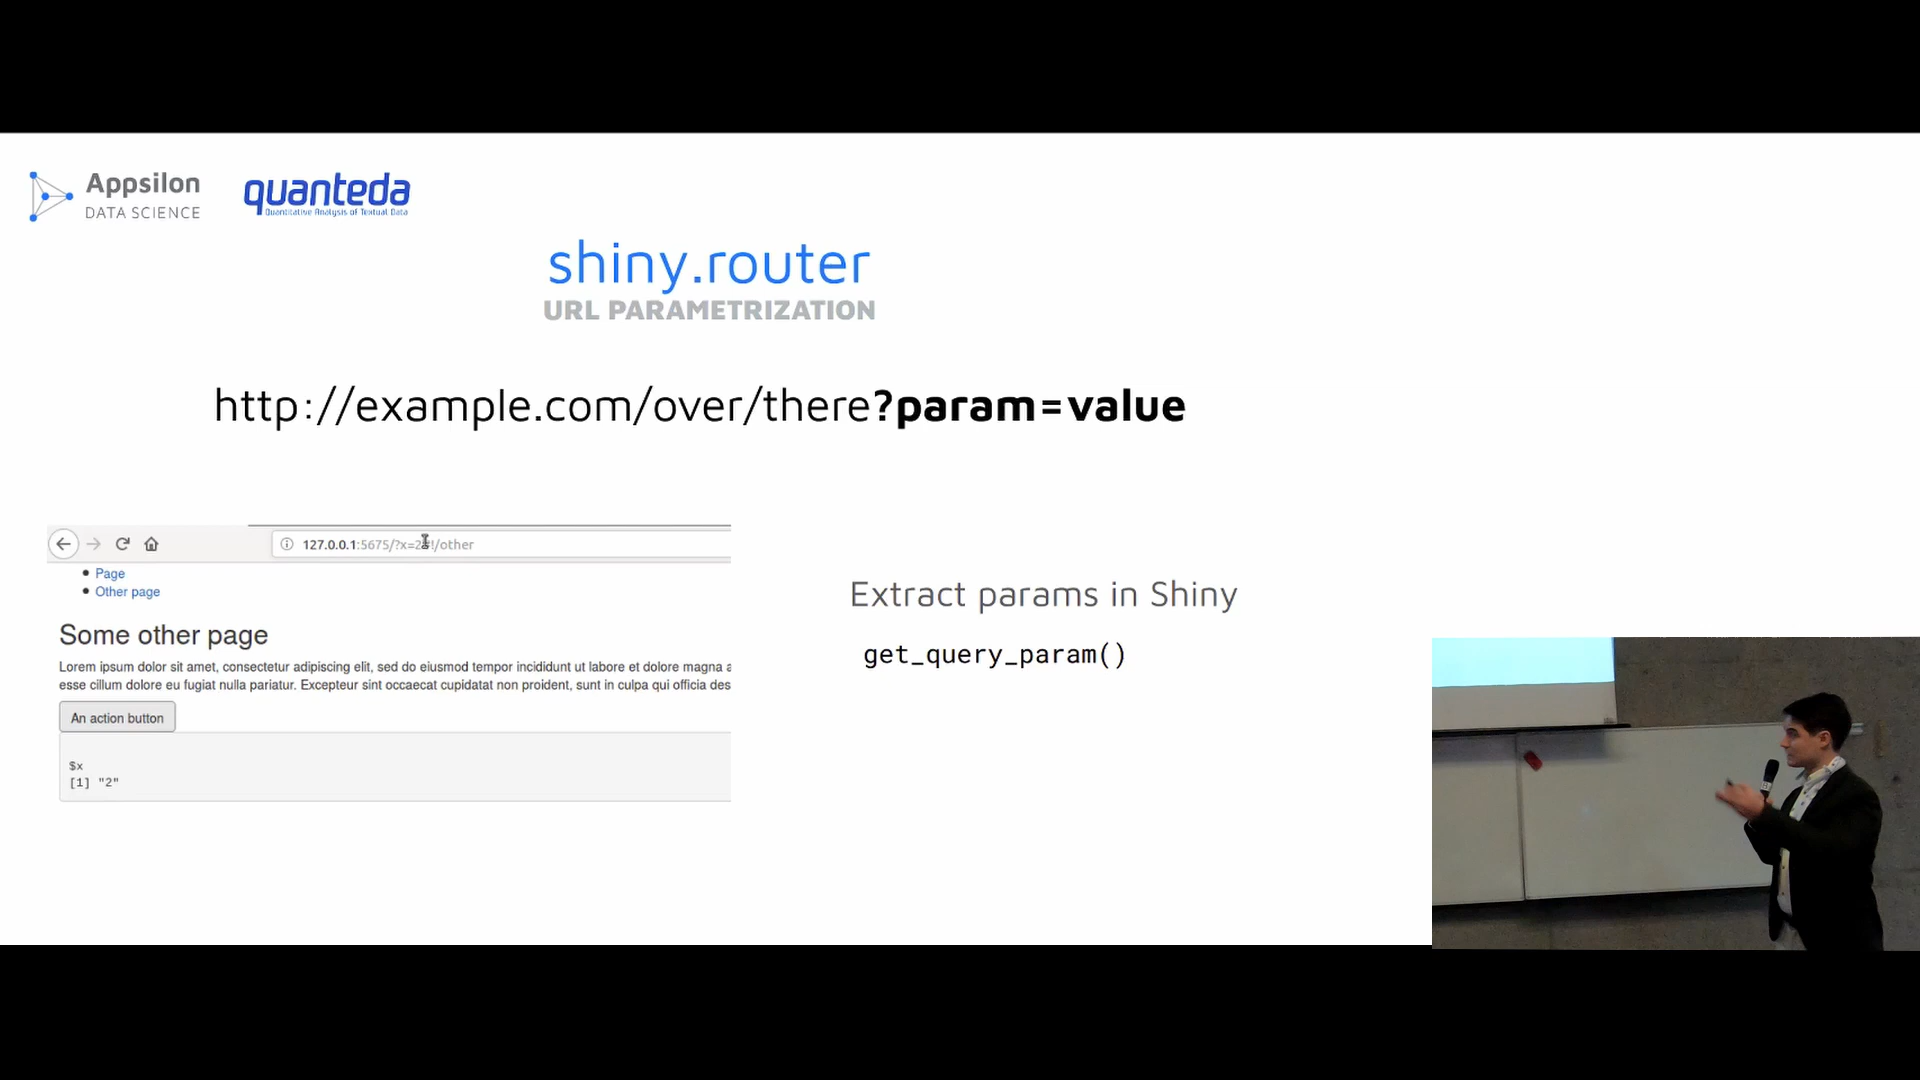 Appsilon
DATA SCIENCE
quanteda
Quantitative Analysis of Textual Data
shiny.router
URL PARAMETRIZATION
http://example.com/over/there?param=value
127.0.0.1:5675/?x=2#!/other
Page
Other page
Some other page
Lorem ipsum dolor sit amet, consectetur adipiscing elit, sed do eiusmod tempor incididunt ut labore et dolore magna a
esse cillum dolore eu fugiat nulla pariatur. Excepteur sint occaecat cupidatat non proident, sunt in culpa qui officia des
An action button
$x
[1] "2"
Extract params in Shiny
get_query_param()